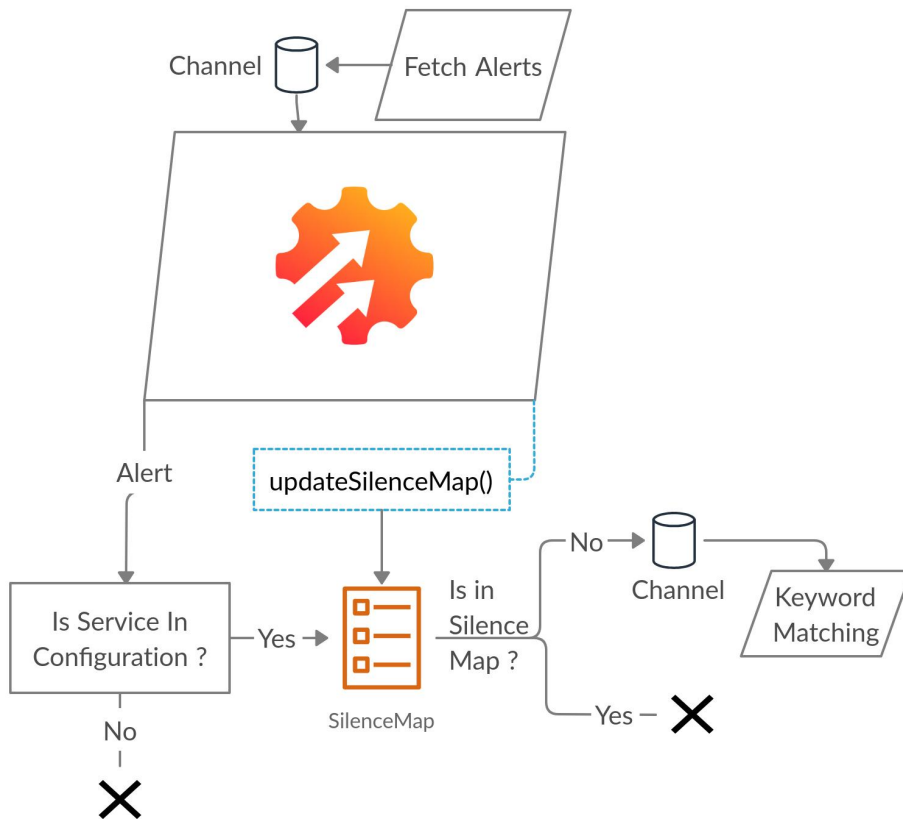 Channel
Fetch Alerts
Alert
updateSilenceMap()
Is Service In
Configuration ?
Yes
Is in
Silence
Map ?
No
Channel
Keyword
Matching
SilenceMap
Yes
No